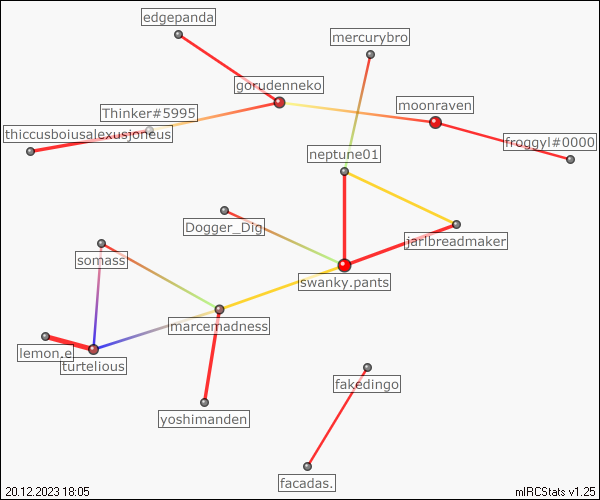 edgepanda
mercurybro
gorudenneko
moonraven
Thinker#5995
thiccusboiusalexusjoneus
froggyl#0000
neptune01
Dogger_Dig
jarlbreadmaker
somass
swanky.pants
marcemadness
lemon.e
turtelious
fakedingo
yoshimanden
facadas.
20.12.2023 18:05
mIRCStats v1.25